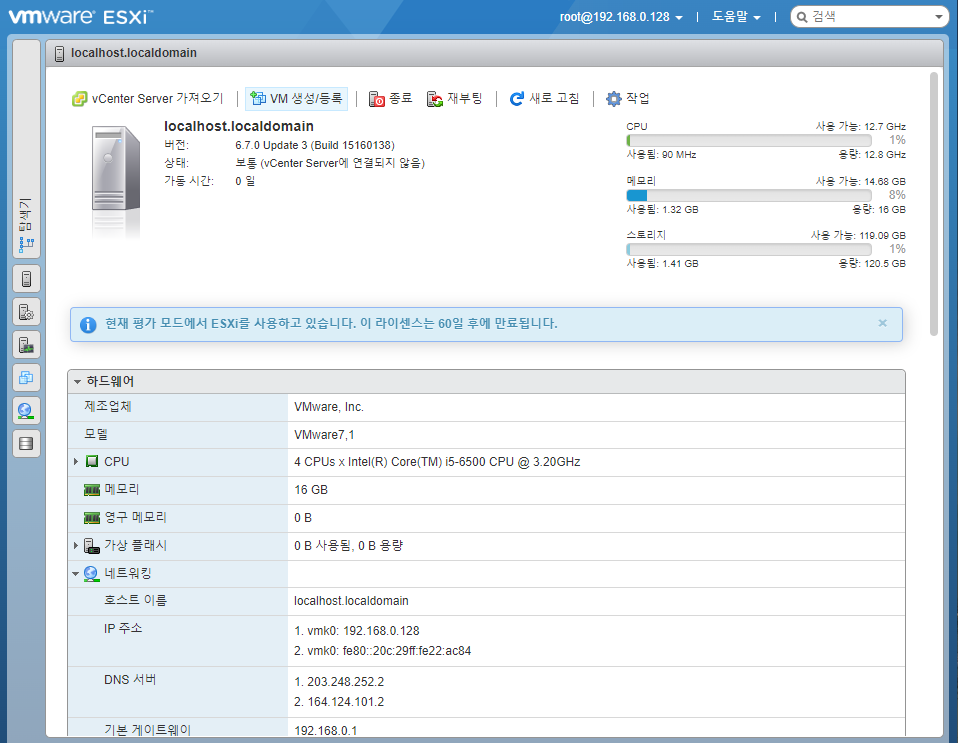 vmware ESXi™
root@192.168.0.128
도움말
검색
localhost.localdomain
탐색기
vCenter Server 가져오기
VM 생성/등록
종료
재부팅
새로 고침
작업
localhost.localdomain
버전: 6.7.0 Update 3 (Build 15160138)
상태: 보통 (vCenter Server에 연결되지 않음)
가동 시간: 0 일
CPU 사용 가능: 12.7 GHz
1%
사용됨: 90 MHz 용량: 12.8 GHz
메모리 사용 가능: 14.68 GB
8%
사용됨: 1.32 GB 용량: 16 GB
스토리지 사용 가능: 119.09 GB
1%
사용됨: 1.41 GB 용량: 120.5 GB
현재 평가 모드에서 ESXi를 사용하고 있습니다. 이 라이센스는 60일 후에 만료됩니다.
하드웨어
제조업체 VMware, Inc.
모델 VMware7,1
CPU 4 CPUs x Intel(R) Core(TM) i5-6500 CPU @ 3.20GHz
메모리 16 GB
영구 메모리 0 B
가상 플래시 0 B 사용됨, 0 B 용량
네트워킹
호스트 이름 localhost.localdomain
IP 주소 1. vmk0: 192.168.0.128
2. vmk0: fe80::20c:29ff:fe22:ac84
DNS 서버 1. 203.248.252.2
2. 164.124.101.2
기본 게이트웨이 192.168.0.1